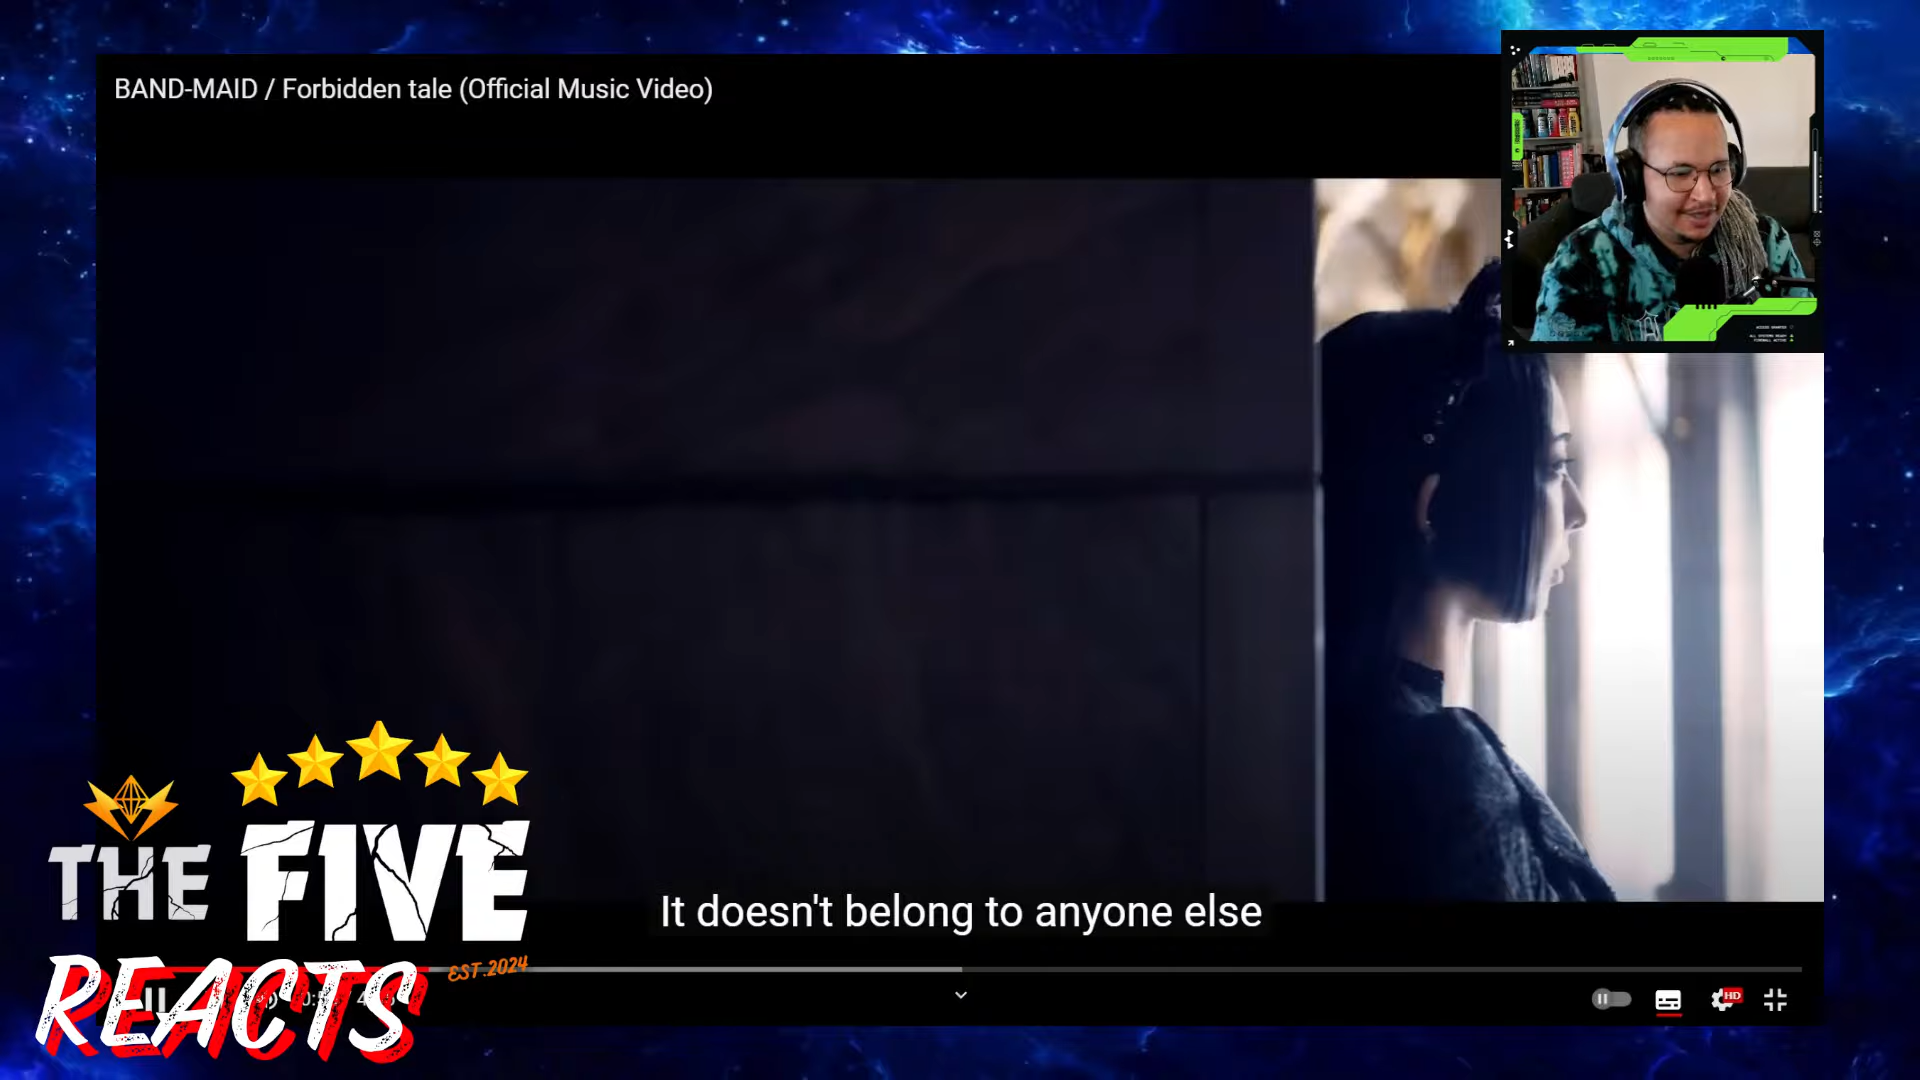 BAND-MAID / Forbidden tale (Official Music Video)
It doesn't belong to anyone else
THE FIVE
REACTS
EST.2024
HD